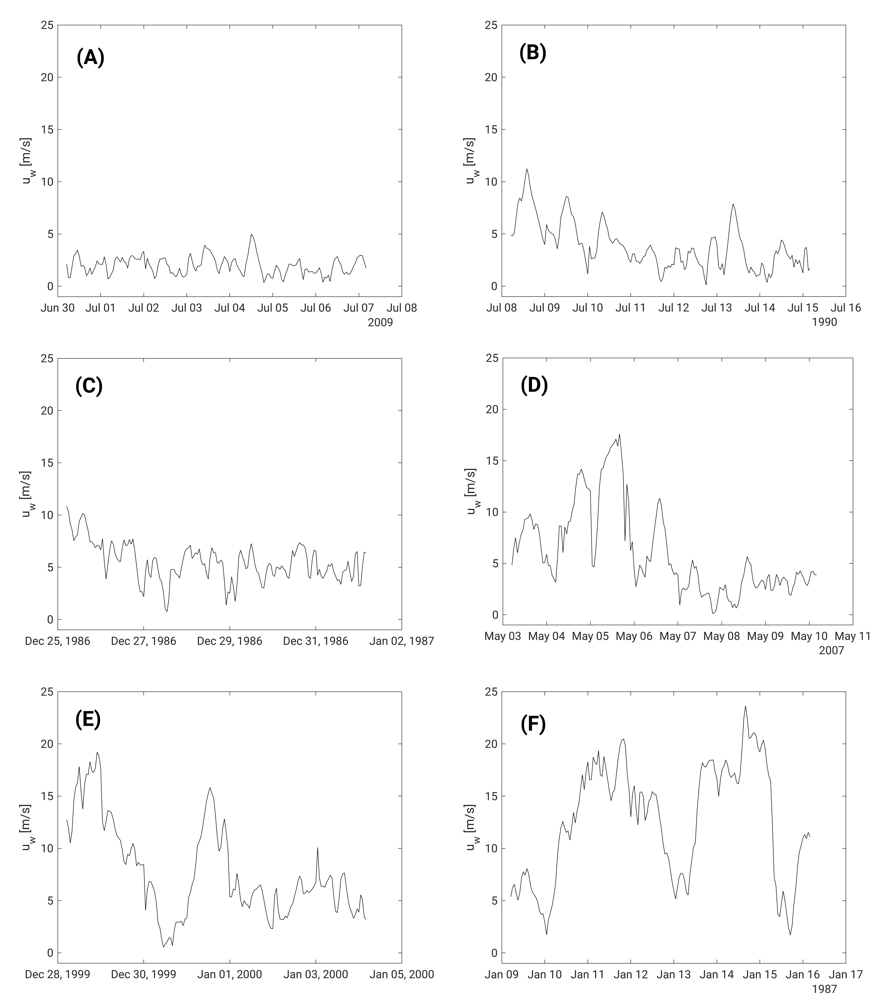 (A)
25
20
15
10
5
0
u_w [m/s]
Jun 30 Jul 01 Jul 02 Jul 03 Jul 04 Jul 05 Jul 06 Jul 07 Jul 08
2009
(B)
25
20
15
10
5
0
u_w [m/s]
Jul 08 Jul 09 Jul 10 Jul 11 Jul 12 Jul 13 Jul 14 Jul 15 Jul 16
1990
(C)
25
20
15
10
5
0
u_w [m/s]
Dec 25, 1986 Dec 27, 1986 Dec 29, 1986 Dec 31, 1986 Jan 02, 1987
(D)
25
20
15
10
5
0
u_w [m/s]
May 03 May 04 May 05 May 06 May 07 May 08 May 09 May 10 May 11
2007
(E)
25
20
15
10
5
0
u_w [m/s]
Dec 28, 1999 Dec 30, 1999 Jan 01, 2000 Jan 03, 2000 Jan 05, 2000
(F)
25
20
15
10
5
0
u_w [m/s]
Jan 09 Jan 10 Jan 11 Jan 12 Jan 13 Jan 14 Jan 15 Jan 16 Jan 17
1987